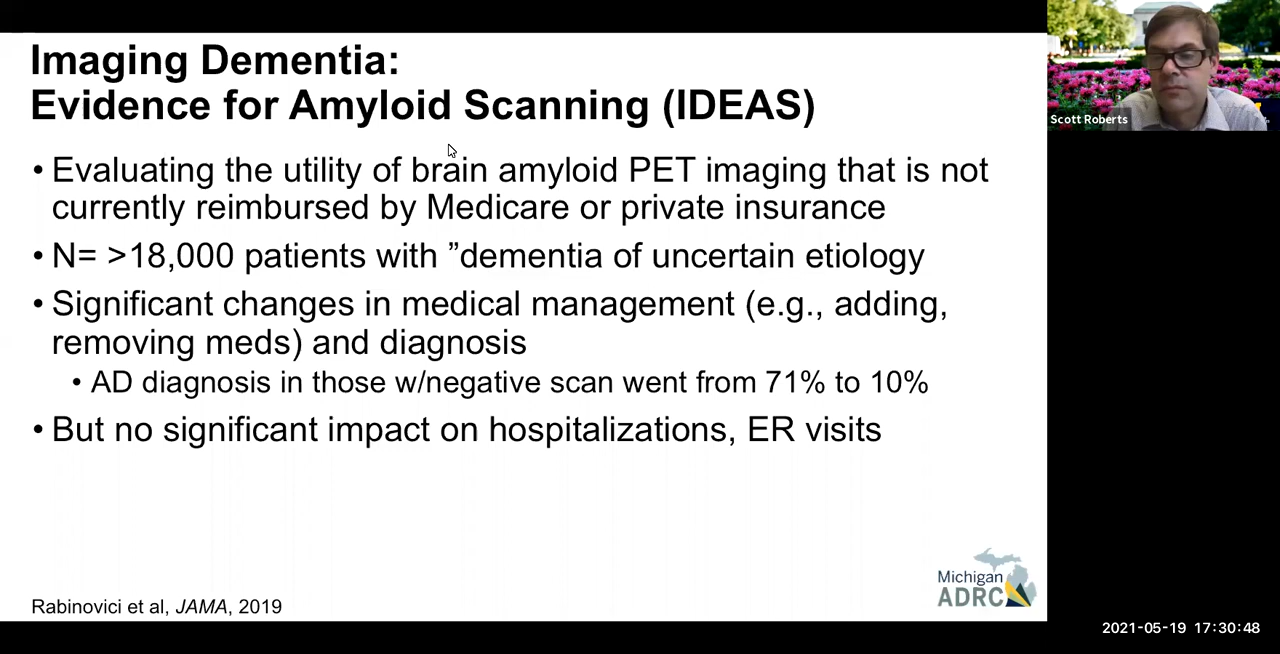 Imaging Dementia:
Evidence for Amyloid Scanning (IDEAS)
• Evaluating the utility of brain amyloid PET imaging that is not
currently reimbursed by Medicare or private insurance
• N= >18,000 patients with ”dementia of uncertain etiology
• Significant changes in medical management (e.g., adding,
removing meds) and diagnosis
• AD diagnosis in those w/negative scan went from 71% to 10%
• But no significant impact on hospitalizations, ER visits
Rabinovici et al, JAMA, 2019
Michigan
ADRC
Scott Roberts
2021-05-19 17:30:48